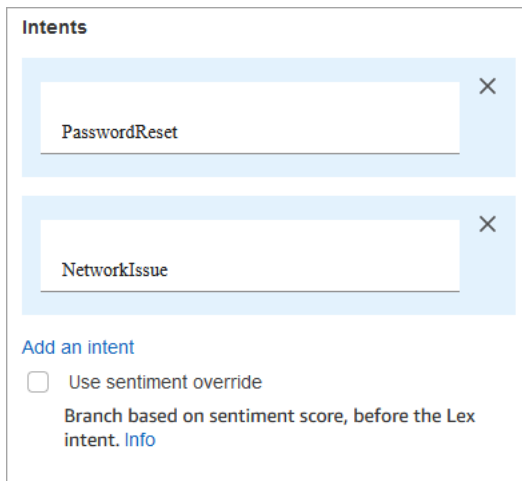 Intents
PasswordReset
NetworkIssue
Add an intent
Use sentiment override
Branch based on sentiment score, before the Lex
intent. Info